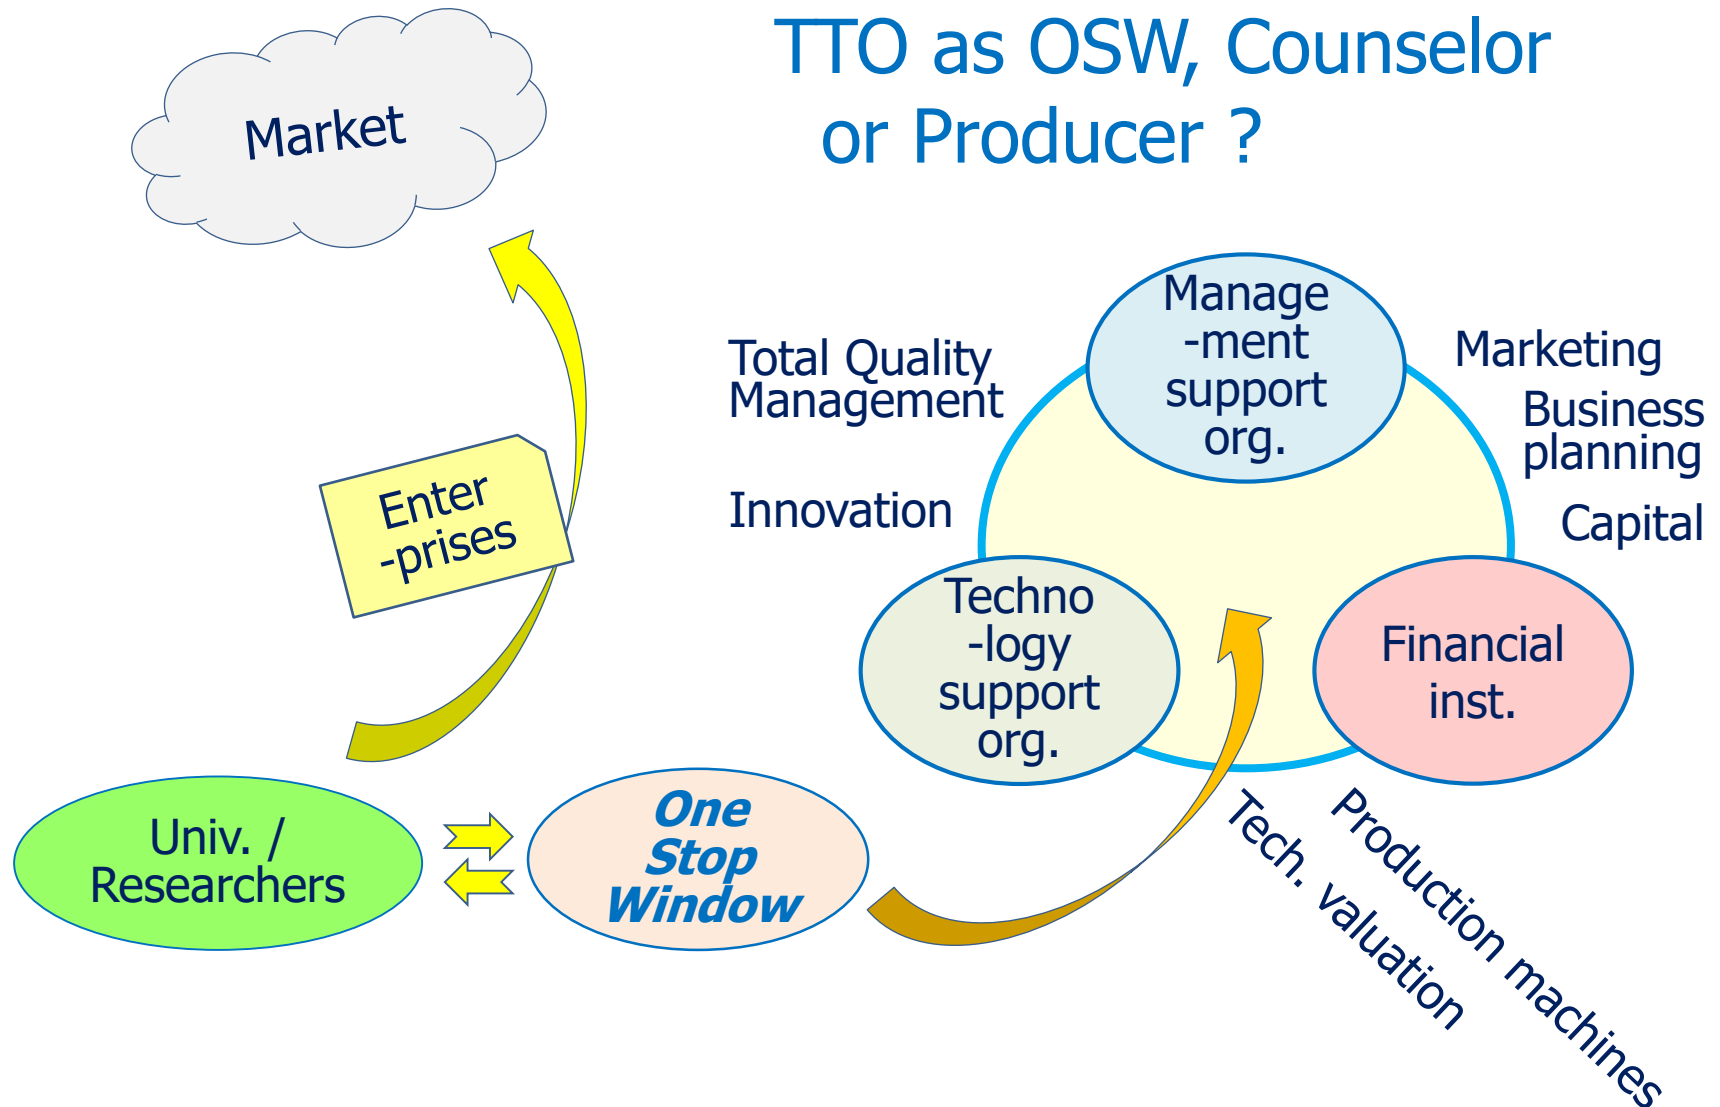 TTO as OSW, Counselor
or Producer ?
Market
Enter
-prises
Univ. /
Researchers
One
Stop
Window
Total Quality
Management
Innovation
Manage
-ment
support
org.
Marketing
Business
planning
Capital
Techno
-logy
support
org.
Financial
inst.
Tech. valuation
Production machines